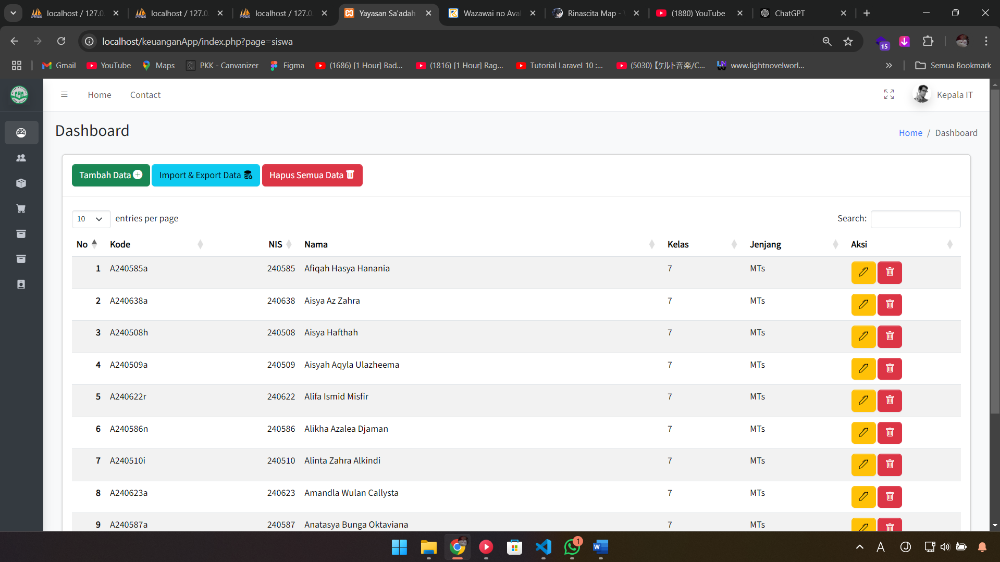 localhost / 127.0.
localhost / 127.0.
localhost / 127.0.
Yayasan Sa'adah
Wazawai no Aval
Rinascita Map -
(1880) YouTube
ChatGPT
localhost/keuanganApp/index.php?page=siswa
15
Gmail
YouTube
Maps
PKK - Canvanizer
Figma
(1686) [1 Hour] Bad...
(1816) [1 Hour] Rag...
Tutorial Laravel 10 :...
(5030) 【ケルト音楽/C...
www.lightnovelworl...
Semua Bookmark
Home
Contact
Kepala IT
Dashboard
Home / Dashboard
Tambah Data
Import & Export Data
Hapus Semua Data
10 entries per page
Search:
No Kode NIS Nama Kelas Jenjang Aksi
1 A240585a 240585 Afiqah Hasya Hanania 7 MTs
2 A240638a 240638 Aisya Az Zahra 7 MTs
3 A240508h 240508 Aisya Hafthah 7 MTs
4 A240509a 240509 Aisyah Aqyla Ulazheema 7 MTs
5 A240622r 240622 Alifa Ismid Misfir 7 MTs
6 A240586n 240586 Alikha Azalea Djaman 7 MTs
7 A240510i 240510 Alinta Zahra Alkindi 7 MTs
8 A240623a 240623 Amandla Wulan Callysta 7 MTs
9 A240587a 240587 Anatasya Bunga Oktaviana 7 MTs
1
W
A